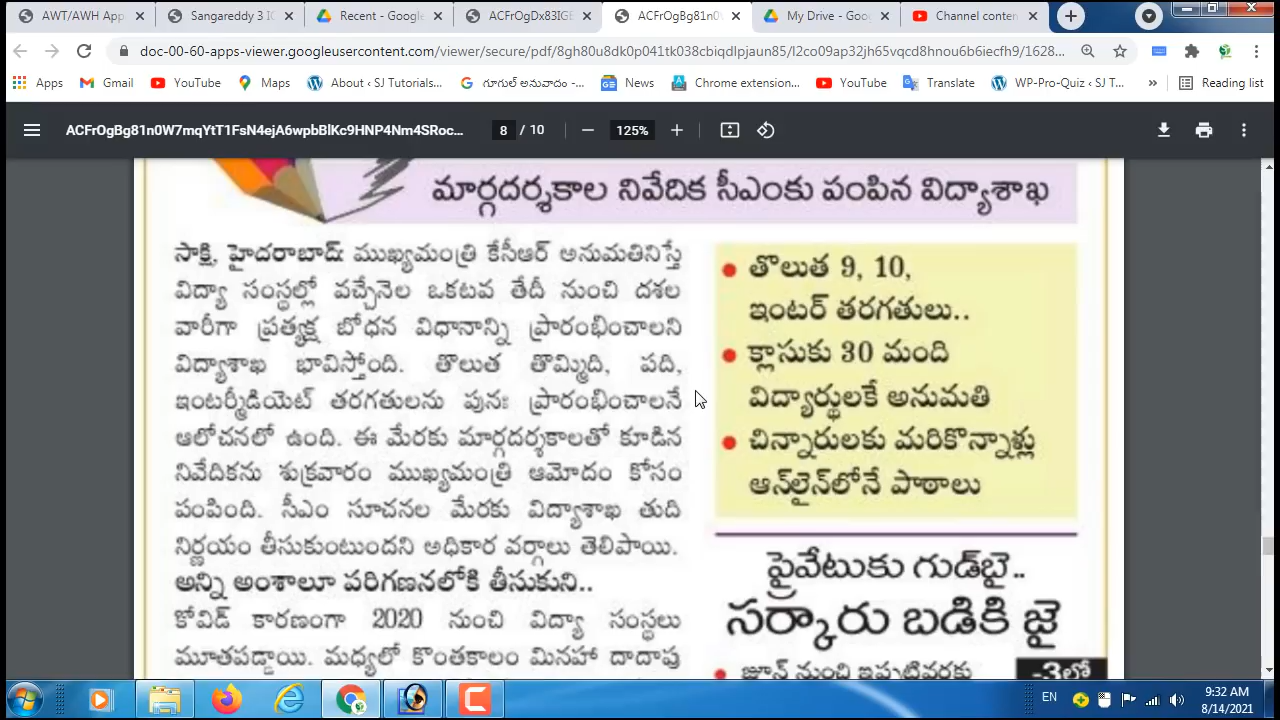 AWT/AWH App
Sangareddy 3 IC
Recent - Google
ACFrOgDx83IGE
ACFrOgBg81n0V
My Drive - Goo
Channel conten
doc-00-60-apps-viewer.googleusercontent.com/viewer/secure/pdf/8gh80u8dk0p041tk038cbiqdlpjaun85/l2co09ap32jh65vqcd8hnou6b6iecfh9/1628...
Apps
Gmail
YouTube
Maps
About ‹ SJ Tutorials...
గూగుల్ అనువాదం -...
News
Chrome extension...
YouTube
Translate
WP-Pro-Quiz ‹ SJ T...
»
Reading list
ACFrOgBg81n0W7mqYtT1FsN4ejA6wpbBlKc9HNP4Nm4SRoc...
8 / 10
125%
మార్గదర్శకాల నివేదిక సీఎంకు పంపిన విద్యాశాఖ
సాక్షి, హైదరాబాద్: ముఖ్యమంత్రి కేసీఆర్ అనుమతినిస్తే
విద్యా సంస్థల్లో వచ్చేనెల ఒకటవ తేదీ నుంచి దశల
వారీగా ప్రత్యక్ష బోధన విధానాన్ని ప్రారంభించాలని
విద్యాశాఖ భావిస్తోంది. తొలుత తొమ్మిది, పది,
ఇంటర్మీడియెట్ తరగతులను పునః ప్రారంభించాలనే
ఆలోచనలో ఉంది. ఈ మేరకు మార్గదర్శకాలతో కూడిన
నివేదికను శుక్రవారం ముఖ్యమంత్రి ఆమోదం కోసం
పంపింది. సీఎం సూచనల మేరకు విద్యాశాఖ తుది
నిర్ణయం తీసుకుంటుందని అధికార వర్గాలు తెలిపాయి.
అన్ని అంశాలూ పరిగణనలోకి తీసుకుని..
కోవిడ్ కారణంగా 2020 నుంచి విద్యా సంస్థలు
మూతపడ్డాయి. మధ్యలో కొంతకాలం మినహా దాదాపు
తొలుత 9, 10,
ఇంటర్ తరగతులు..
క్లాసుకు 30 మంది
విద్యార్థులకే అనుమతి
చిన్నారులకు మరికొన్నాళ్లు
ఆన్‌లైన్‌లోనే పాఠాలు
ప్రైవేటుకు గుడ్‌బై..
సర్కారు బడికి జై
జూన్ నుంచి ఇప్పటివరకు
-3లో
EN
9:32 AM
8/14/2021